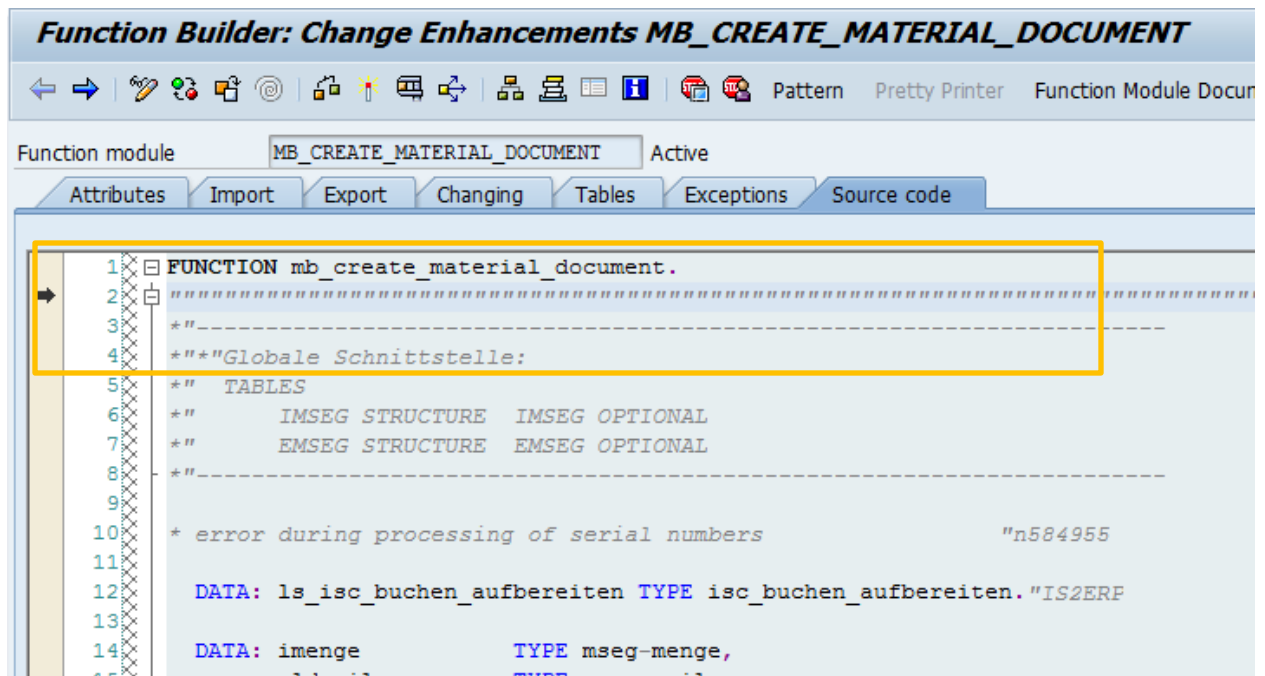 Function Builder: Change Enhancements MB_CREATE_MATERIAL_DOCUMENT
Pattern Pretty Printer Function Module Docur
Function module MB_CREATE_MATERIAL_DOCUMENT Active
Attributes Import Export Changing Tables Exceptions Source code
1 FUNCTION mb_create_material_document.
2 """""""""""""""""""""""""""""""""""""""""""""""""""""""""""""""""""""""""""""
3 *"----------------------------------------------------------------------
4 *"*"Globale Schnittstelle:
5 *" TABLES
6 *" IMSEG STRUCTURE IMSEG OPTIONAL
7 *" EMSEG STRUCTURE EMSEG OPTIONAL
8 *"----------------------------------------------------------------------
9
10 * error during processing of serial numbers "n584955
11
12 DATA: ls_isc_buchen_aufbereiten TYPE isc_buchen_aufbereiten."IS2ERP
13
14 DATA: imenge TYPE mseg-menge,